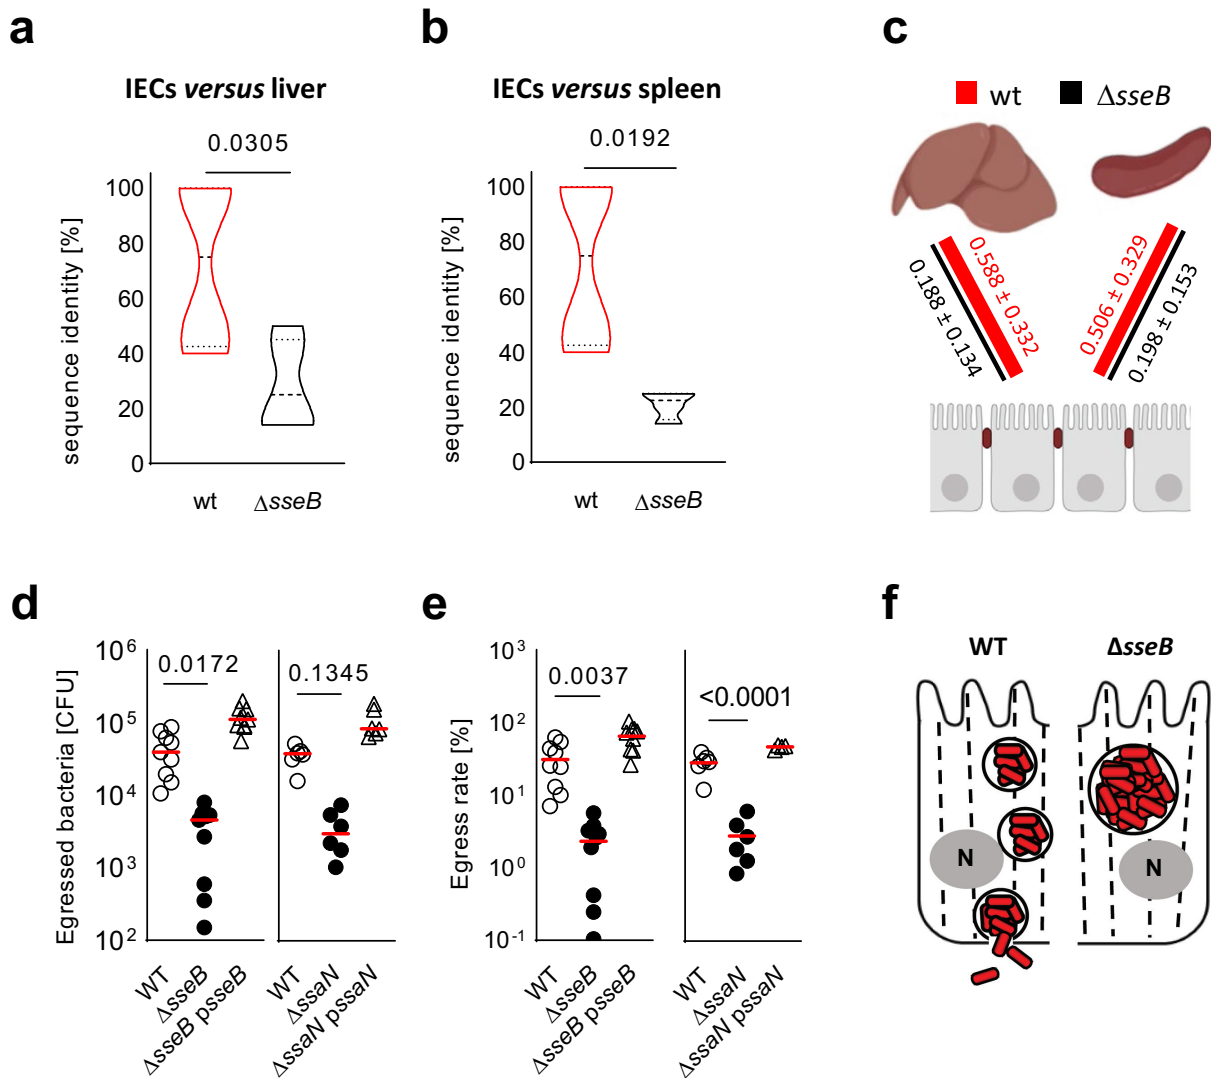 a
IECs versus liver
0.0305
100
80
60
40
20
0
sequence identity [%]
wt
ΔsseB
b
IECs versus spleen
0.0192
100
80
60
40
20
0
sequence identity [%]
wt
ΔsseB
c
wt
ΔsseB
0.188 ± 0.134
0.588 ± 0.332
0.506 ± 0.329
0.198 ± 0.153
d
Egressed bacteria [CFU]
10⁶
10⁵
10⁴
10³
10²
0.0172
0.1345
WT
ΔsseB
ΔsseB psseB
WT
ΔssaN
ΔssaN pssaN
e
Egress rate [%]
10³
10²
10¹
10⁰
10⁻¹
0.0037
<0.0001
WT
ΔsseB
ΔsseB psseB
WT
ΔssaN
ΔssaN pssaN
f
WT
ΔsseB
N
N